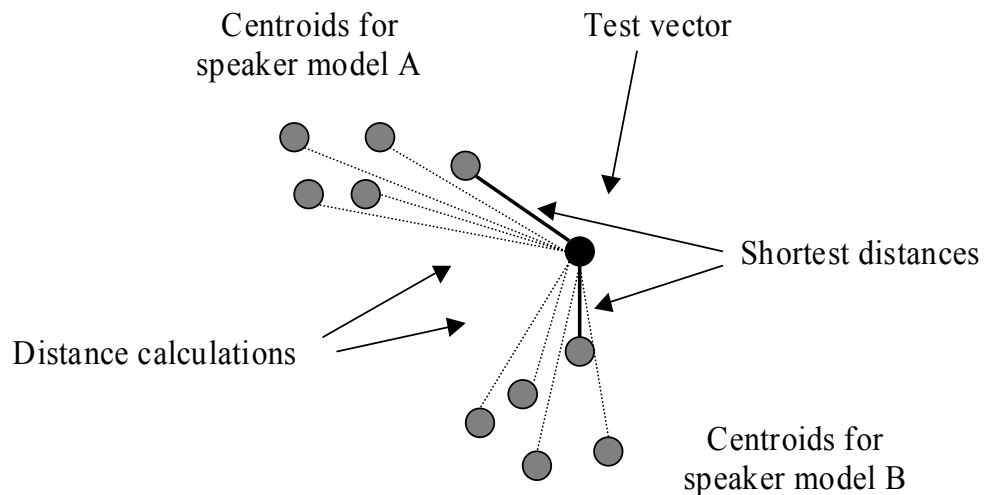 Centroids for
speaker model A
Test vector
Shortest distances
Distance calculations
Centroids for
speaker model B